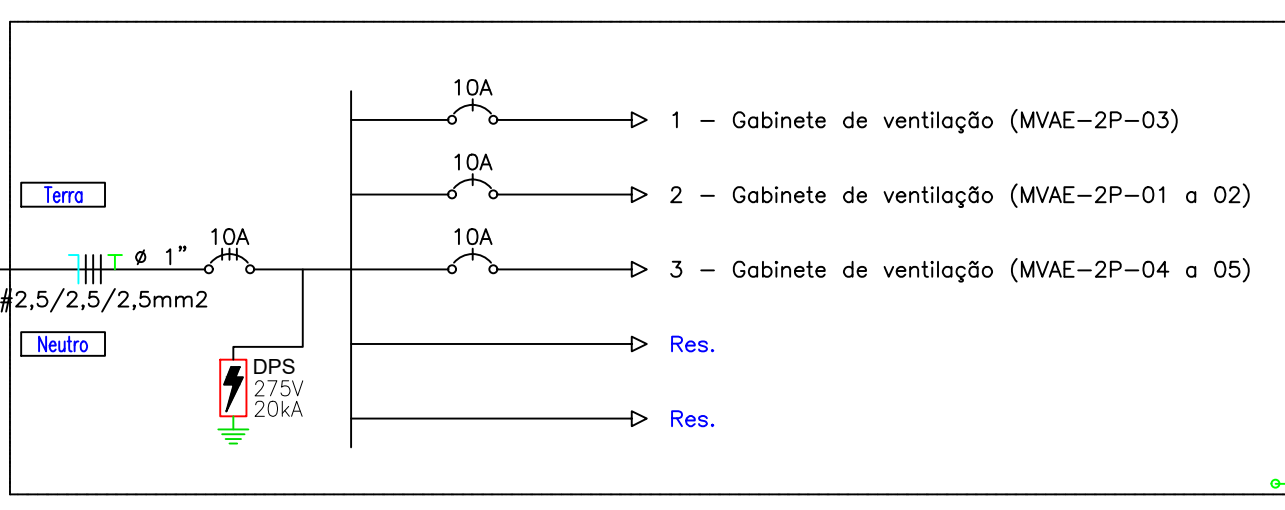 10A
1 - Gabinete de ventilação (MVAE-2P-03)
10A
2 - Gabinete de ventilação (MVAE-2P-01 a 02)
Terra
ø 1"
10A
10A
3 - Gabinete de ventilação (MVAE-2P-04 a 05)
#2,5/2,5/2,5mm2
Neutro
Res.
DPS
275V
20kA
Res.